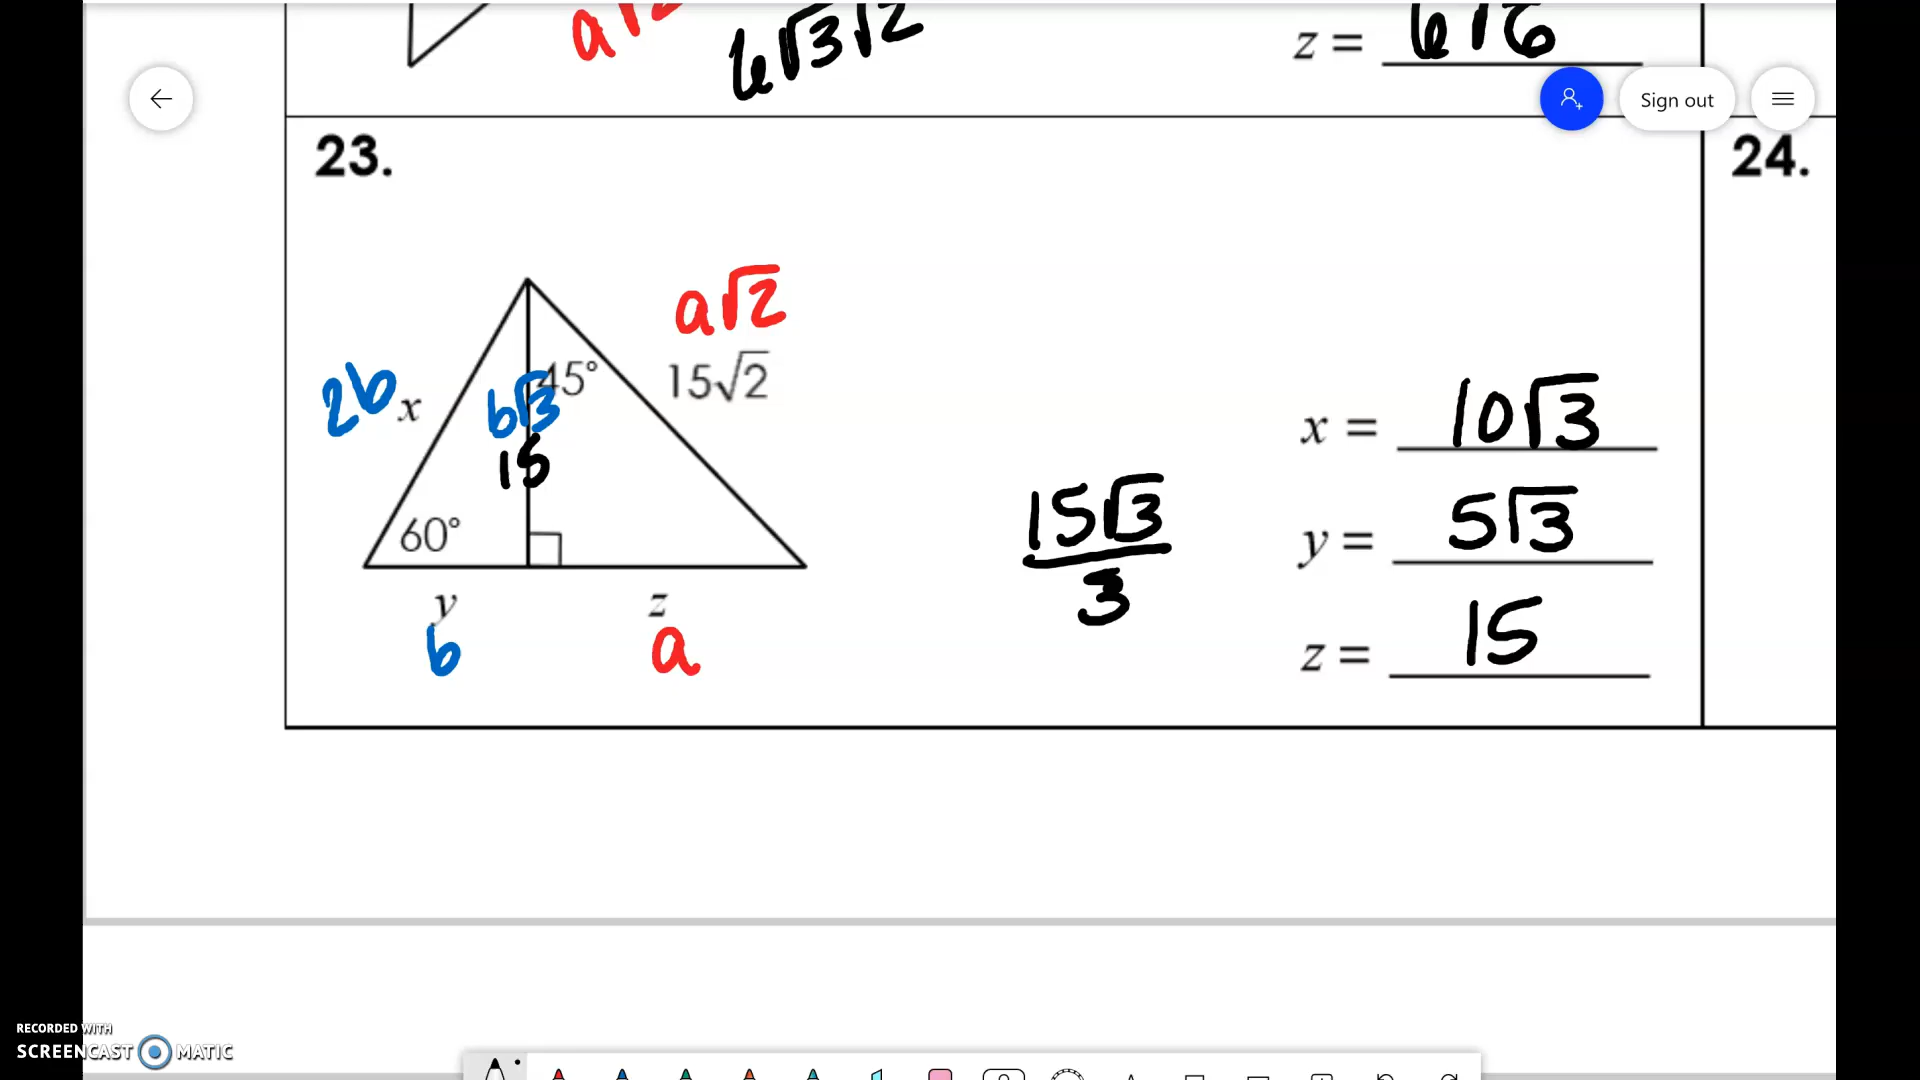 a√2
6√3√2
z = 6√6
Sign out
23.
24.
a√2
45°
15√2
2b
x
b√3
15
x = 10√3
60°
15√3
3
y = 5√3
y
z
b
a
z = 15
RECORDED WITH
SCREENCAST MATIC